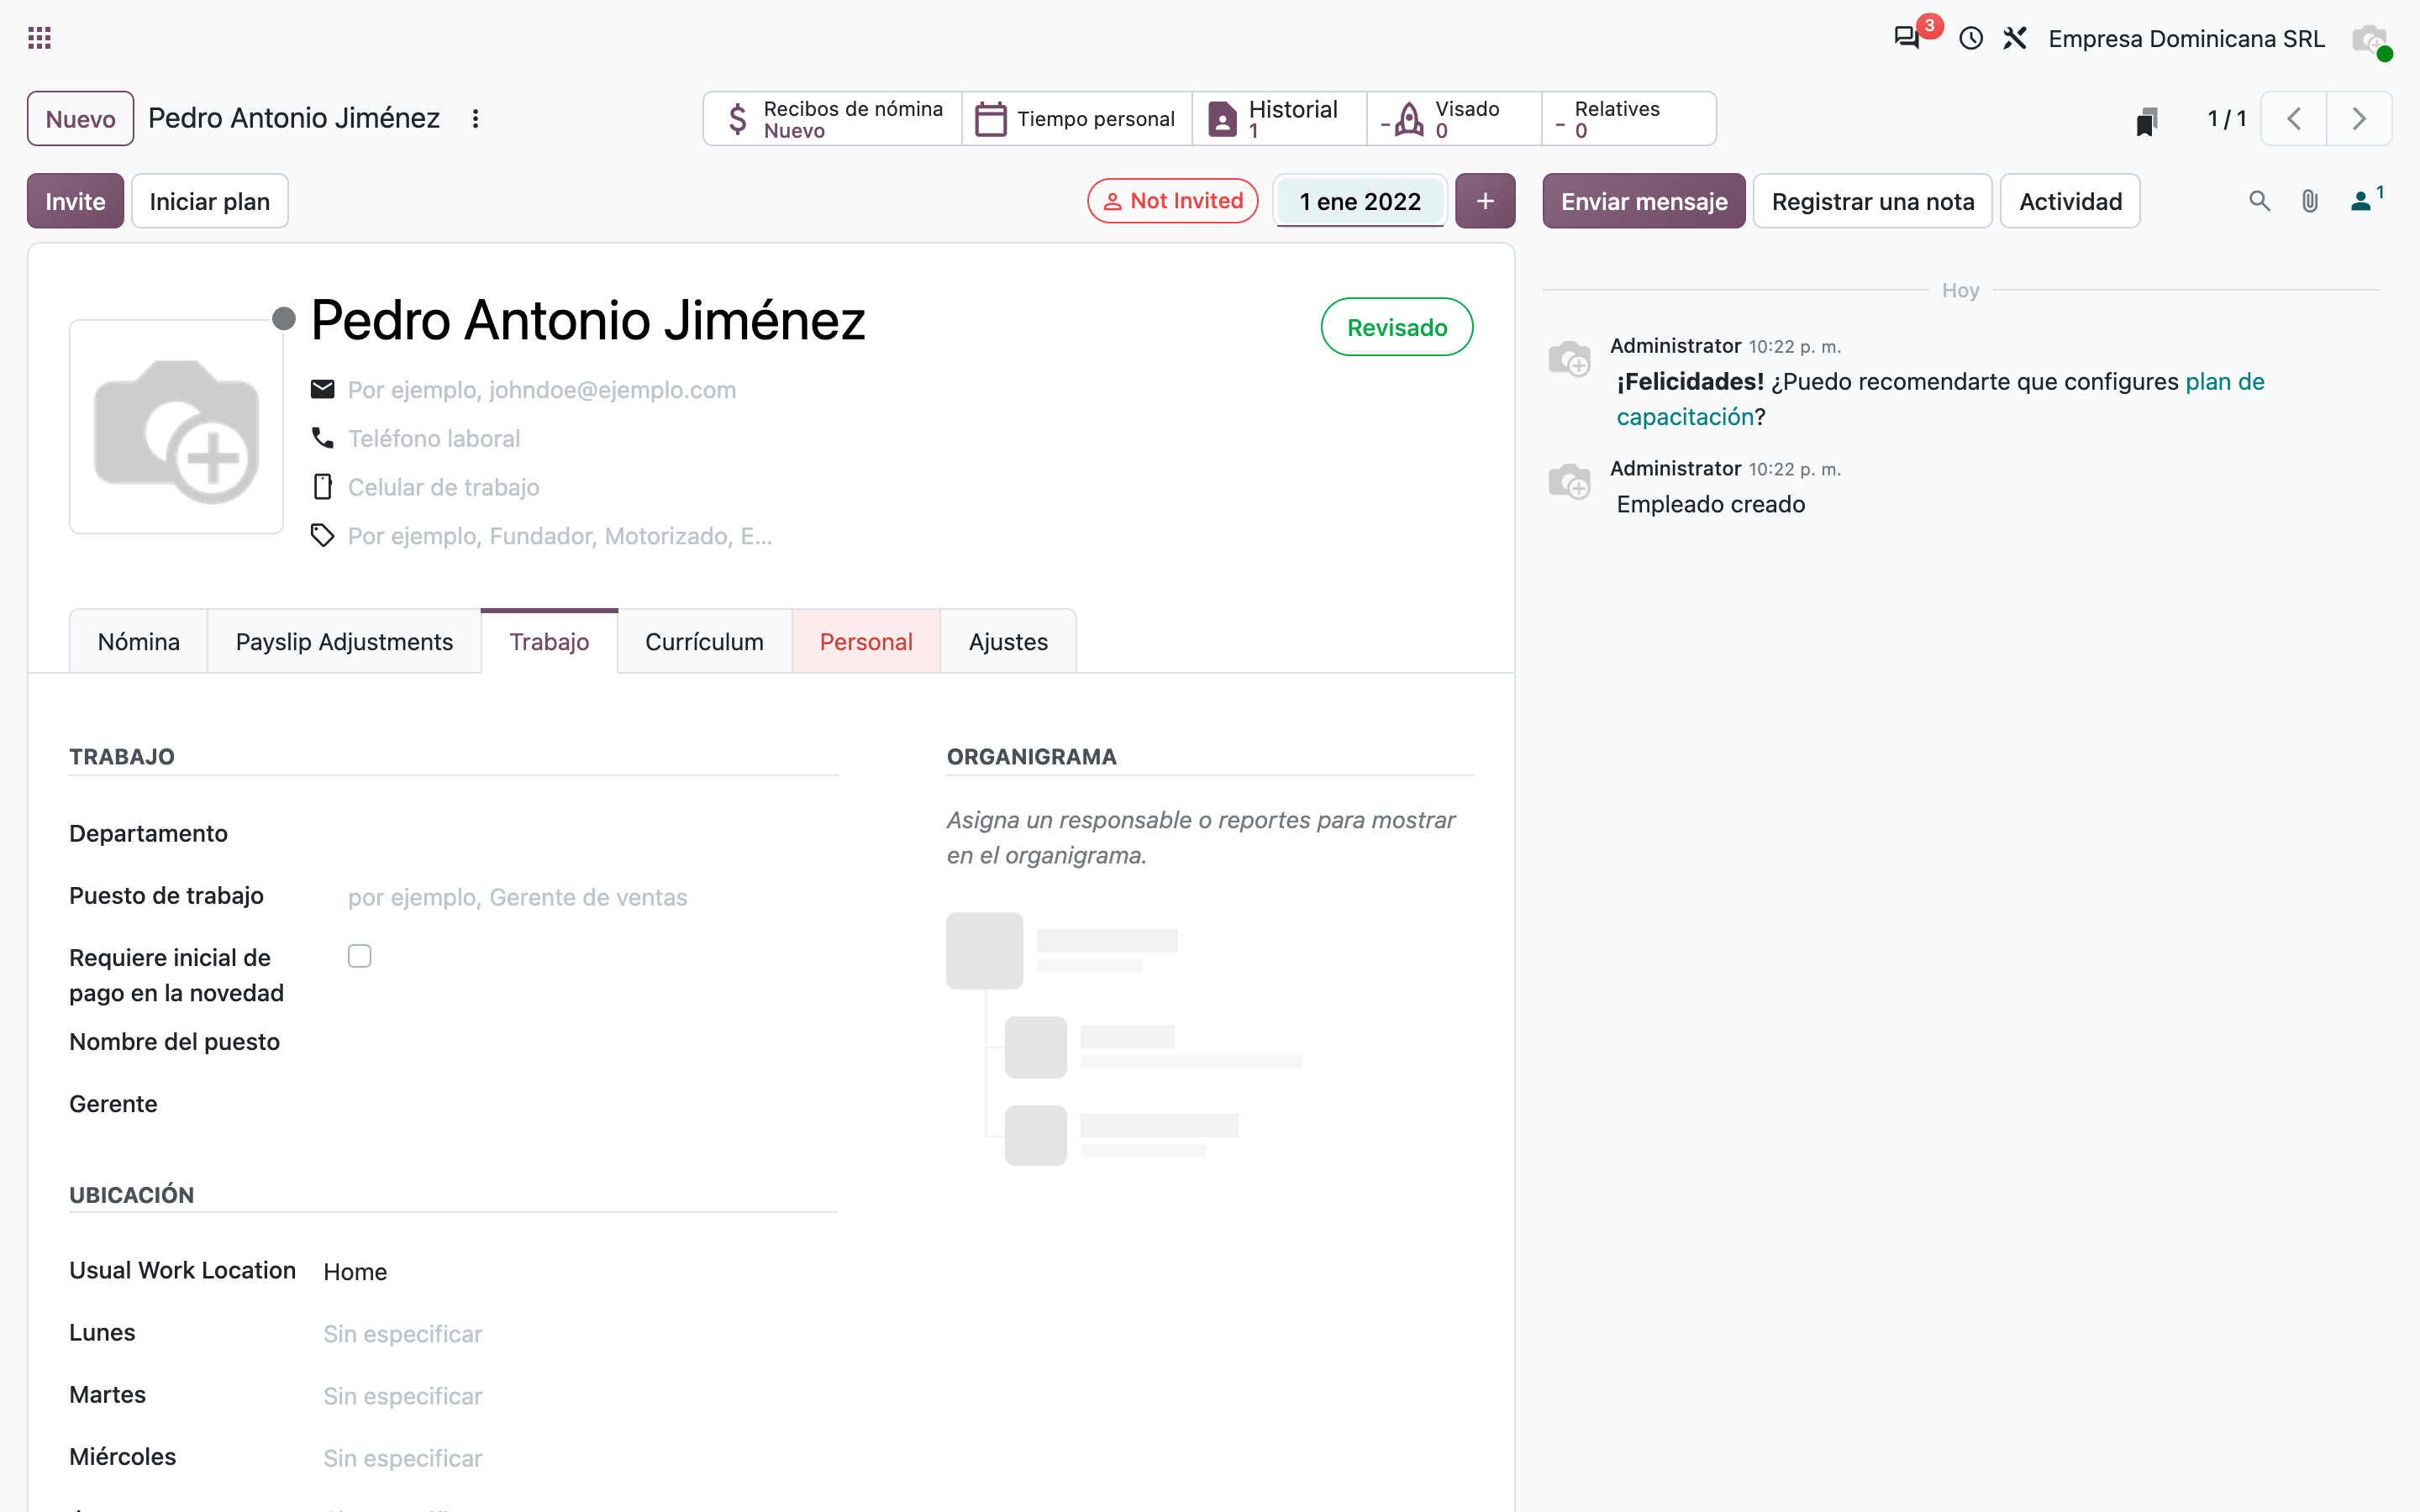 3
Empresa Dominicana SRL
Nuevo
Pedro Antonio Jiménez
Recibos de nómina
Nuevo
Tiempo personal
Historial
1
Visado
0
Relatives
0
1 / 1
Invite
Iniciar plan
Not Invited
1 ene 2022
+
Enviar mensaje
Registrar una nota
Actividad
1
Pedro Antonio Jiménez
Revisado
Por ejemplo, johndoe@ejemplo.com
Teléfono laboral
Celular de trabajo
Por ejemplo, Fundador, Motorizado, E...
Hoy
Administrator 10:22 p. m.
¡Felicidades! ¿Puedo recomendarte que configures plan de
capacitación?
Administrator 10:22 p. m.
Empleado creado
Nómina
Payslip Adjustments
Trabajo
Currículum
Personal
Ajustes
TRABAJO
Departamento
Puesto de trabajo
por ejemplo, Gerente de ventas
Requiere inicial de
pago en la novedad
Nombre del puesto
Gerente
ORGANIGRAMA
Asigna un responsable o reportes para mostrar
en el organigrama.
UBICACIÓN
Usual Work Location
Home
Lunes
Sin especificar
Martes
Sin especificar
Miércoles
Sin especificar